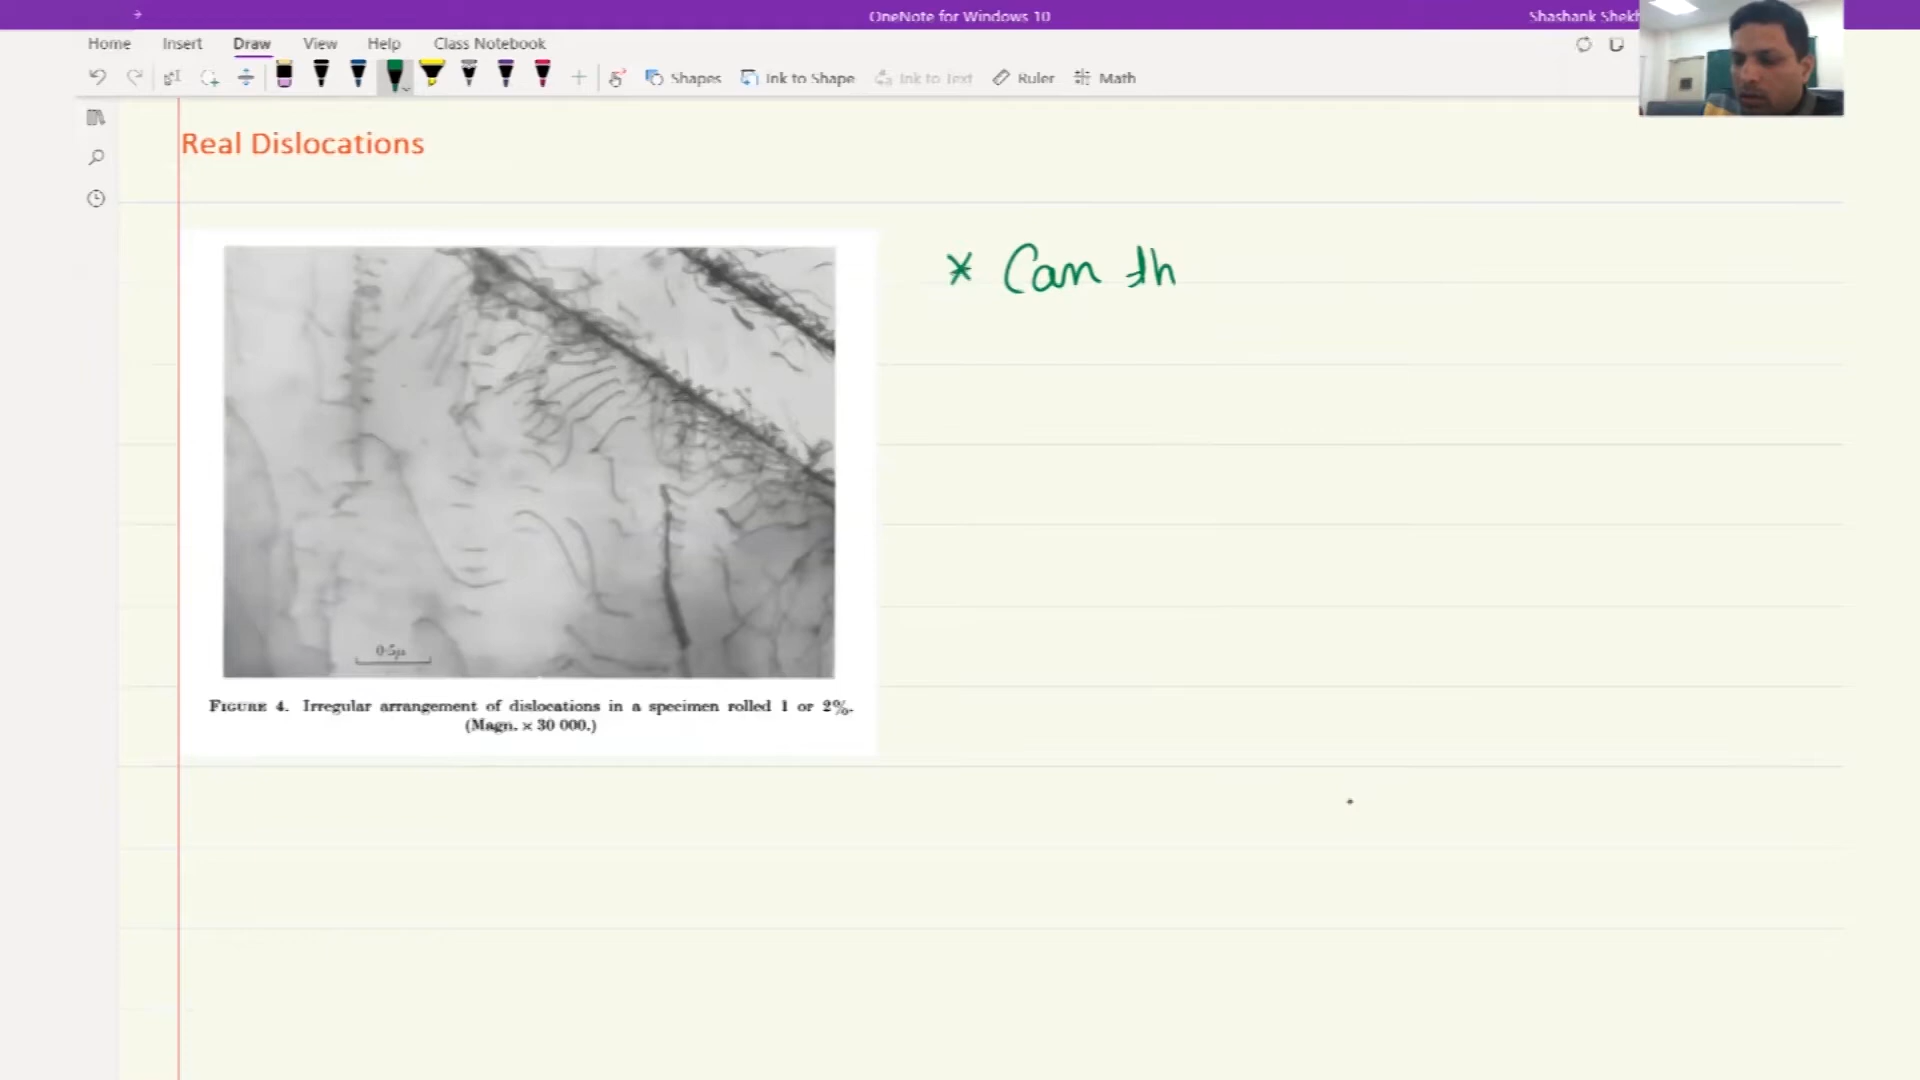 OneNote for Windows 10
Shashank Shekh
Home Insert Draw View Help Class Notebook
Shapes Ink to Shape Ink to Text Ruler Math
Real Dislocations
* Can th
0·5μ
FIGURE 4. Irregular arrangement of dislocations in a specimen rolled 1 or 2%.
(Magn. × 30 000.)